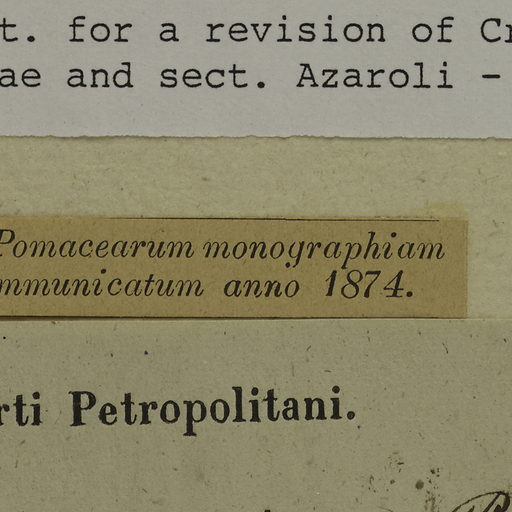 t. for a revision of Cr
ae and sect. Azaroli -
Pomacearum monographiam
mmunicatum anno 1874.
rti Petropolitani.